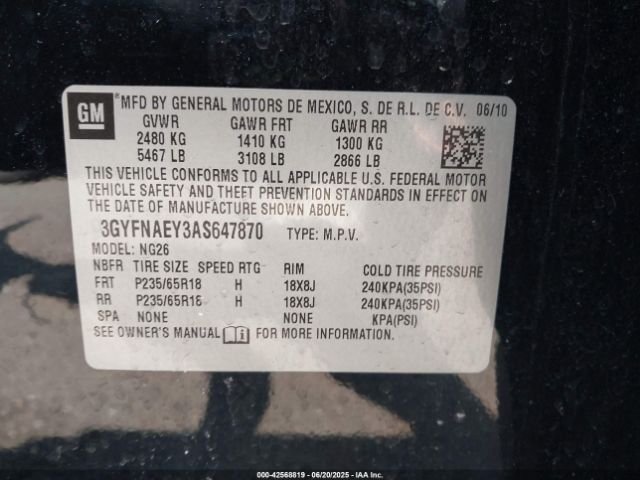 GM
*MFD BY GENERAL MOTORS DE MEXICO, S. DE R.L. DE C.V. 06/10
GVWR GAWR FRT GAWR RR
2480 KG 1410 KG 1300 KG
5467 LB 3108 LB 2866 LB
THIS VEHICLE CONFORMS TO ALL APPLICABLE U.S. FEDERAL MOTOR
VEHICLE SAFETY AND THEFT PREVENTION STANDARDS IN EFFECT ON
THE DATE OF MANUFACTURE SHOWN ABOVE.
3GYFNAEY3AS647870 TYPE: M.P.V.
MODEL: NG26
NBFR TIRE SIZE SPEED RTG RIM COLD TIRE PRESSURE
FRT P235/65R18 H 18X8J 240KPA(35PSI)
RR P235/65R18 H 18X8J 240KPA(35PSI)
SPA NONE NONE KPA(PSI)
SEE OWNER'S MANUAL FOR MORE INFORMATION.
000-42568819 - 06/20/2025 - IAA Inc.